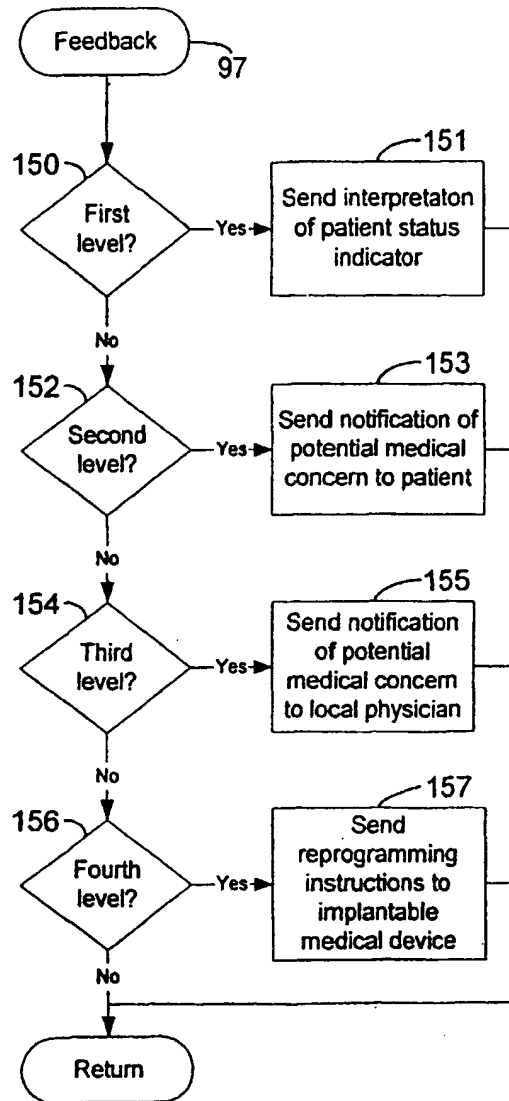 Feedback
97
150
151
First
level?
Yes
Send interpretaton
of patient status
indicator
No
152
153
Second
level?
Yes
Send notification of
potential medical
concern to patient
No
154
155
Third
level?
Yes
Send notification
of potential
medical concern
to local physician
No
156
157
Fourth
level?
Yes
Send
reprogramming
instructions to
implantable
medical device
No
Return